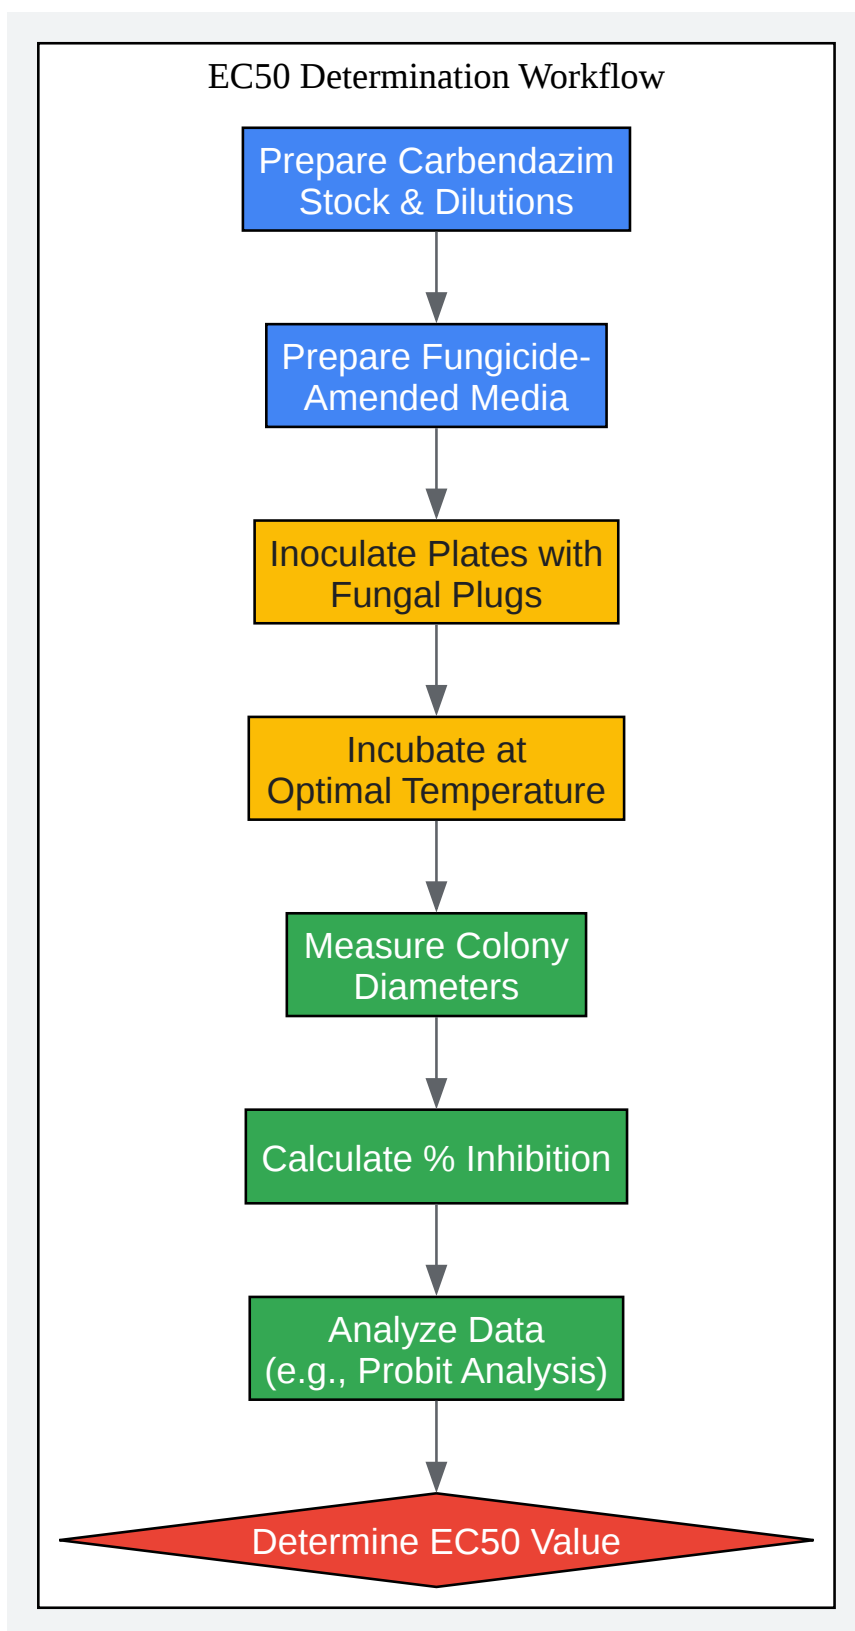 EC50 Determination Workflow
Prepare Carbendazim
Stock & Dilutions
Prepare Fungicide-
Amended Media
Inoculate Plates with
Fungal Plugs
Incubate at
Optimal Temperature
Measure Colony
Diameters
Calculate % Inhibition
Analyze Data
(e.g., Probit Analysis)
Determine EC50 Value